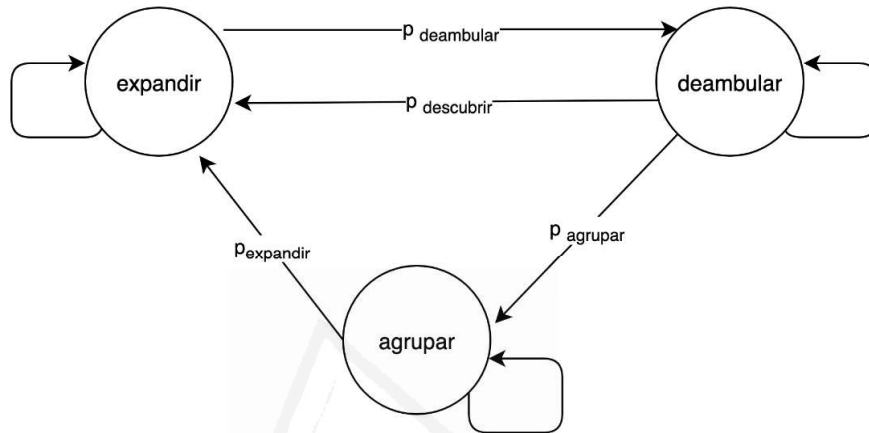 p deambular
expandir
deambular
p descubrir
p agrupar
pexpandir
agrupar